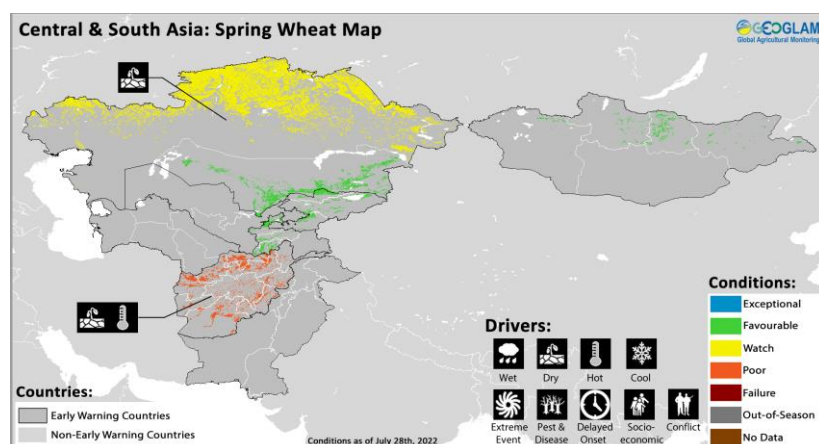 Central & South Asia: Spring Wheat Map
GEOGLAM
Global Agricultural Monitoring
Conditions:
Exceptional
Favourable
Watch
Poor
Failure
Out-of-Season
No Data
Drivers:
Wet
Dry
Hot
Cool
Extreme Event
Pest & Disease
Delayed Onset
Socio-economic
Conflict
Countries:
Early Warning Countries
Non-Early Warning Countries
Conditions as of July 28th, 2022